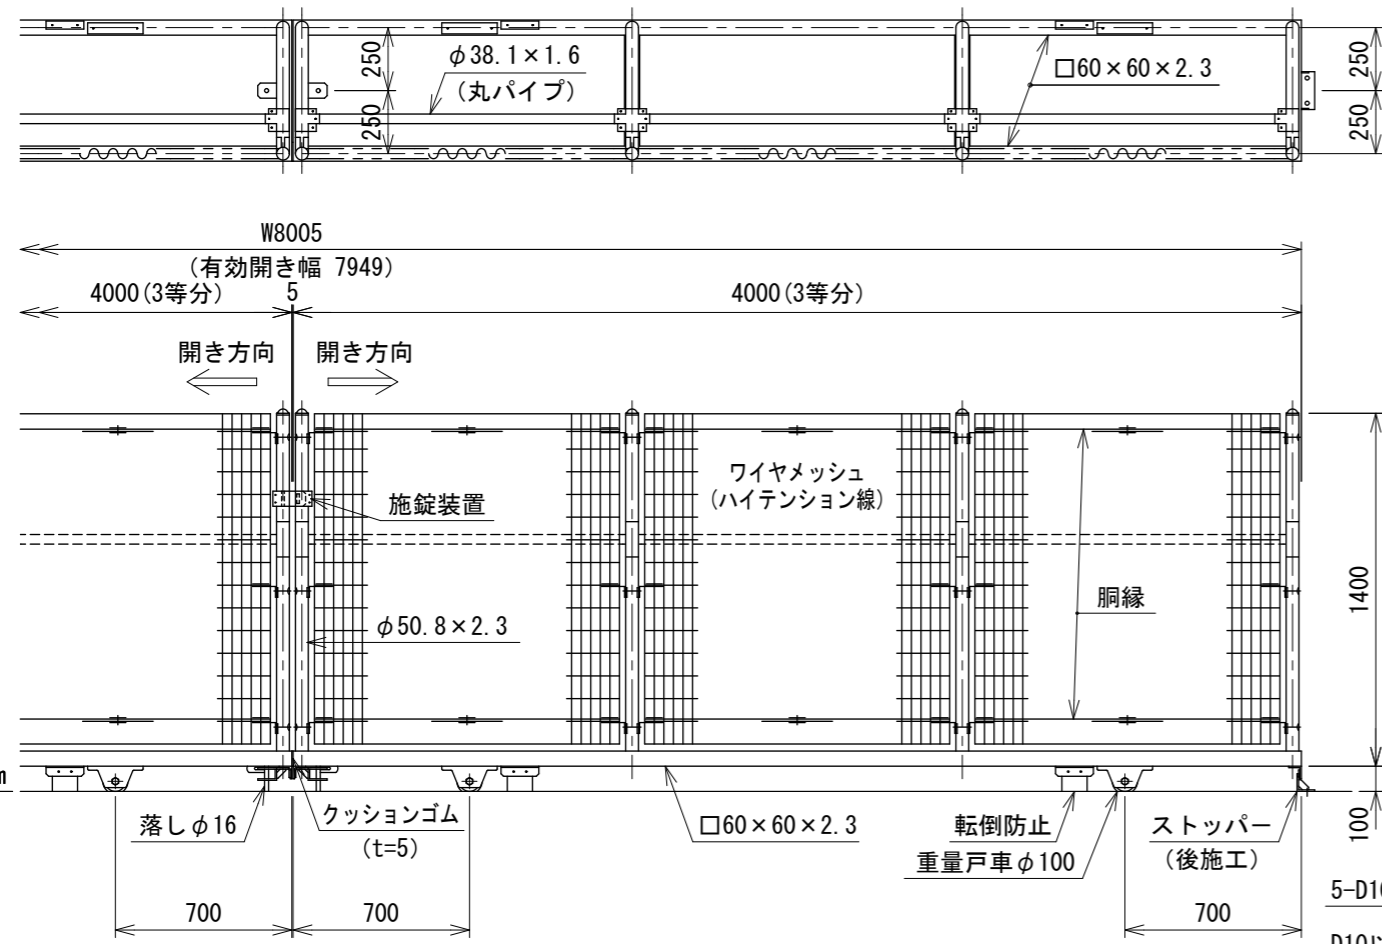 250
250
φ38.1×1.6
(丸パイプ)
□60×60×2.3
250
250
W8005
(有効開き幅 7949)
4000(3等分)
5
4000(3等分)
開き方向
開き方向
ワイヤメッシュ
(ハイテンション線)
施錠装置
胴縁
φ50.8×2.3
1400
落しφ16
クッションゴム
(t=5)
□60×60×2.3
転倒防止
重量戸車φ100
ストッパー
(後施工)
100
700
700
700